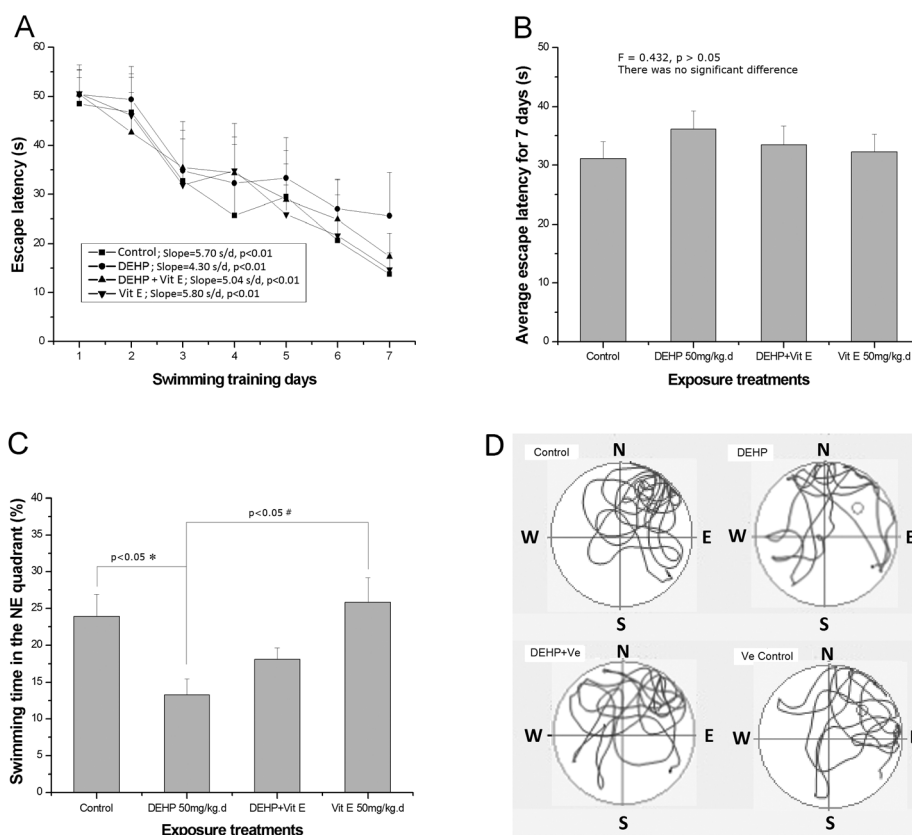 A
60
50
40
30
20
10
0
Escape latency (s)
Control; Slope=5.70 s/d, p<0.01
DEHP; Slope=4.30 s/d, p<0.01
DEHP+Vit E; Slope=5.04 s/d, p<0.01
Vit E; Slope=5.80 s/d, p<0.01
1 2 3 4 5 6 7
Swimming training days
B
50
40
30
20
10
0
Average escape latency for 7 days (s)
F = 0.432, p > 0.05
There was no significant difference
Control DEHP 50mg/kg.d DEHP+Vit E Vit E 50mg/kg.d
Exposure treatments
C
40
35
30
25
20
15
10
5
0
Swimming time in the NE quadrant (%)
p<0.05 *
p<0.05 #
Control DEHP 50mg/kg.d DEHP+Vit E Vit E 50mg/kg.d
Exposure treatments
D
Control
N
W
E
S
DEHP
N
W
E
S
DEHP+Ve
N
W
E
S
Ve Control
N
W
E
S